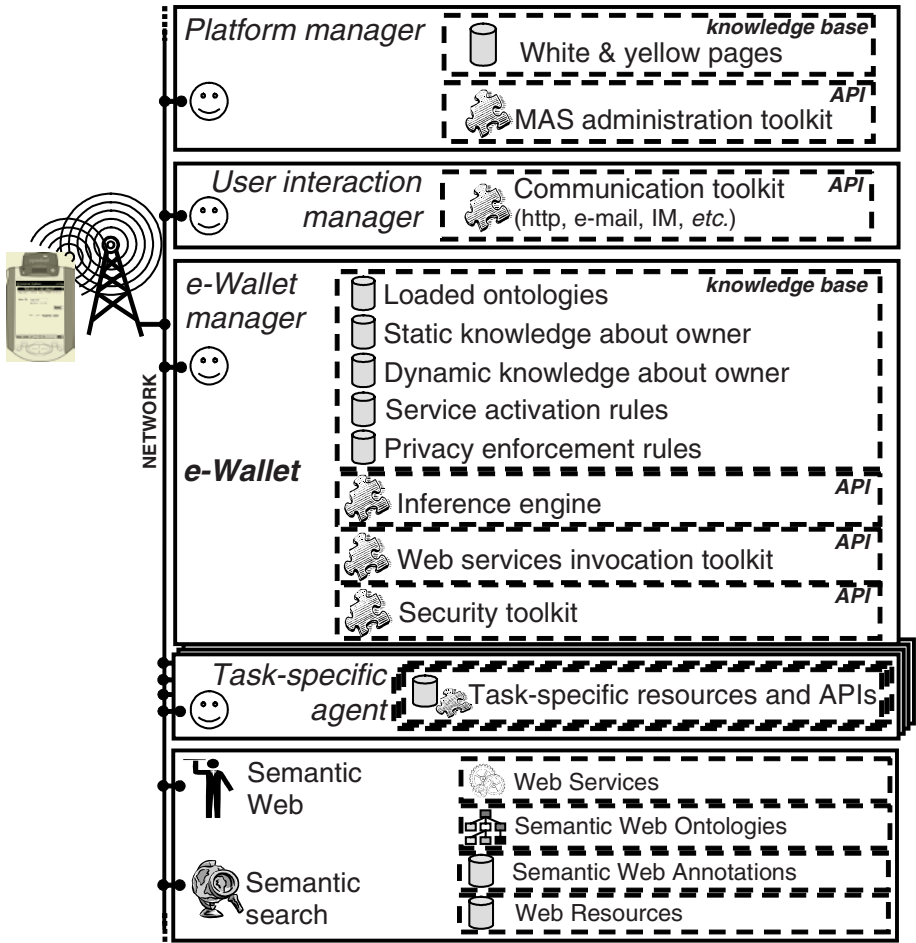 Platform manager
knowledge base
White & yellow pages
API
MAS administration toolkit
User interaction
manager
Communication toolkit
API
(http, e-mail, IM, etc.)
e-Wallet
manager
knowledge base
Loaded ontologies
Static knowledge about owner
Dynamic knowledge about owner
Service activation rules
Privacy enforcement rules
NETWORK
e-Wallet
API
Inference engine
API
Web services invocation toolkit
API
Security toolkit
Task-specific
agent
Task-specific resources and APIs
Semantic
Web
Web Services
Semantic Web Ontologies
Semantic
search
Semantic Web Annotations
Web Resources